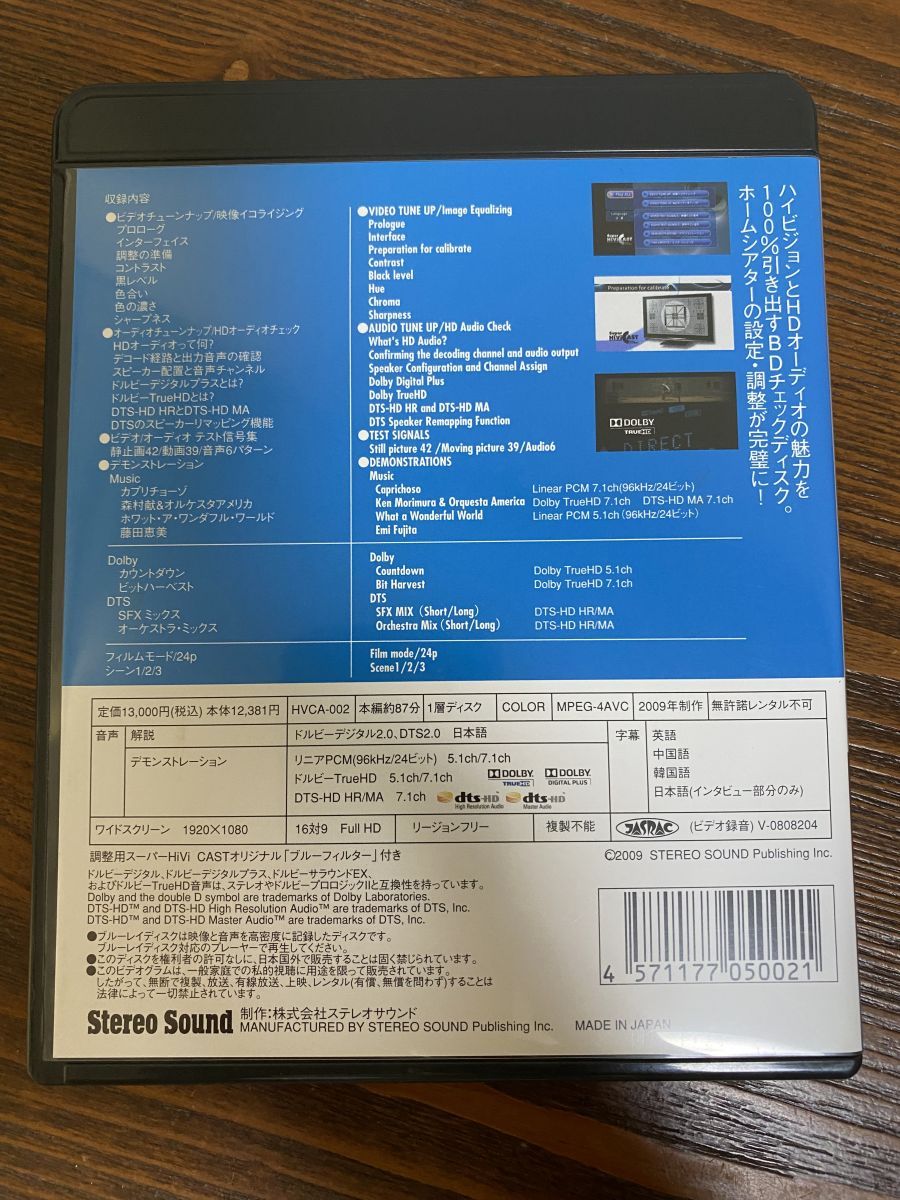 ハイビジョンとHDオーディオの魅力を
100%引き出すBDチェックディスク。
ホームシアターの設定・調整が完璧に!
収録内容
●ビデオチューンナップ/映像イコライジング
プロローグ
インターフェイス
調整の準備
コントラスト
黒レベル
色合い
色の濃さ
シャープネス
●オーディオチューンナップ/HDオーディオチェック
HDオーディオって何?
デコード経路と出力音声の確認
スピーカー配置と音声チャンネル
ドルビーデジタルプラスとは?
ドルビーTrueHDとは?
DTS-HD HRとDTS-HD MA
DTSのスピーカーリマッピング機能
●ビデオ/オーディオ テスト信号集
静止画42/動画39/音声6パターン
●デモンストレーション
Music
カプリチョーゾ
森村献&オルケスタアメリカ
ホワット・ア・ワンダフル・ワールド
藤田恵美
Dolby
カウントダウン
ビットハーベスト
DTS
SFX ミックス
オーケストラ・ミックス
フィルムモード/24p
シーン1/2/3
●VIDEO TUNE UP/Image Equalizing
Prologue
Interface
Preparation for calibrate
Contrast
Black level
Hue
Chroma
Sharpness
●AUDIO TUNE UP/HD Audio Check
What's HD Audio?
Confirming the decoding channel and audio output
Speaker Configuration and Channel Assign
Dolby Digital Plus
Dolby TrueHD
DTS-HD HR and DTS-HD MA
DTS Speaker Remapping Function
●TEST SIGNALS
Still picture 42 /Moving picture 39/Audio6
●DEMONSTRATIONS
Music
Caprichoso Linear PCM 7.1ch(96kHz/24ビット)
Ken Morimura & Orquesta America Dolby TrueHD 7.1ch DTS-HD MA 7.1ch
What a Wonderful World Linear PCM 5.1ch (96kHz/24ビット)
Emi Fujita
Dolby
Countdown Dolby TrueHD 5.1ch
Bit Harvest Dolby TrueHD 7.1ch
DTS
SFX MIX (Short/Long) DTS-HD HR/MA
Orchestra Mix (Short/Long) DTS-HD HR/MA
Film mode/24p
Scene1/2/3
Preparation for calibrate
Super HiVi CAST
DOLBY
TRUEHD
DIRECT
定価13,000円(税込) 本体12,381円 HVCA-002 本編約87分 1層ディスク COLOR MPEG-4AVC 2009年制作 無許諾レンタル不可
音声 解説 ドルビーデジタル2.0、DTS2.0 日本語
デモンストレーション リニアPCM(96kHz/24ビット) 5.1ch/7.1ch
ドルビーTrueHD 5.1ch/7.1ch DOLBY TRUEHD DOLBY DIGITAL PLUS
DTS-HD HR/MA 7.1ch dts-HD High Resolution Audio dts-HD Master Audio
字幕 英語
中国語
韓国語
日本語(インタビュー部分のみ)
ワイドスクリーン 1920×1080 16対9 Full HD リージョンフリー 複製不能 JASRAC (ビデオ録音) V-0808204
調整用スーパーHiVi CASTオリジナル「ブルーフィルター」付き
©2009 STEREO SOUND Publishing Inc.
ドルビーデジタル、ドルビーデジタルプラス、ドルビーサラウンドEX、
およびドルビーTrueHD音声は、ステレオやドルビープロロジックIIと互換性を持っています。
Dolby and the double D symbol are trademarks of Dolby Laboratories.
DTS-HD™ and DTS-HD High Resolution Audio™ are trademarks of DTS, Inc.
DTS-HD™ and DTS-HD Master Audio™ are trademarks of DTS, Inc.
●ブルーレイディスクは映像と音声を高密度に記録したディスクです。
ブルーレイディスク対応のプレーヤーで再生してください。
●このディスクを権利者の許可なしに、日本国外で販売することは固く禁じられています。
●このビデオグラムは、一般家庭での私的視聴に用途を限って販売されています。
したがって、無断で複製、放送、有線放送、上映、レンタル(有償、無償を問わず)することは
法律によって一切禁止されています。
4 571177 050021
Stereo Sound 制作:株式会社ステレオサウンド
MANUFACTURED BY STEREO SOUND Publishing Inc. MADE IN JAPAN